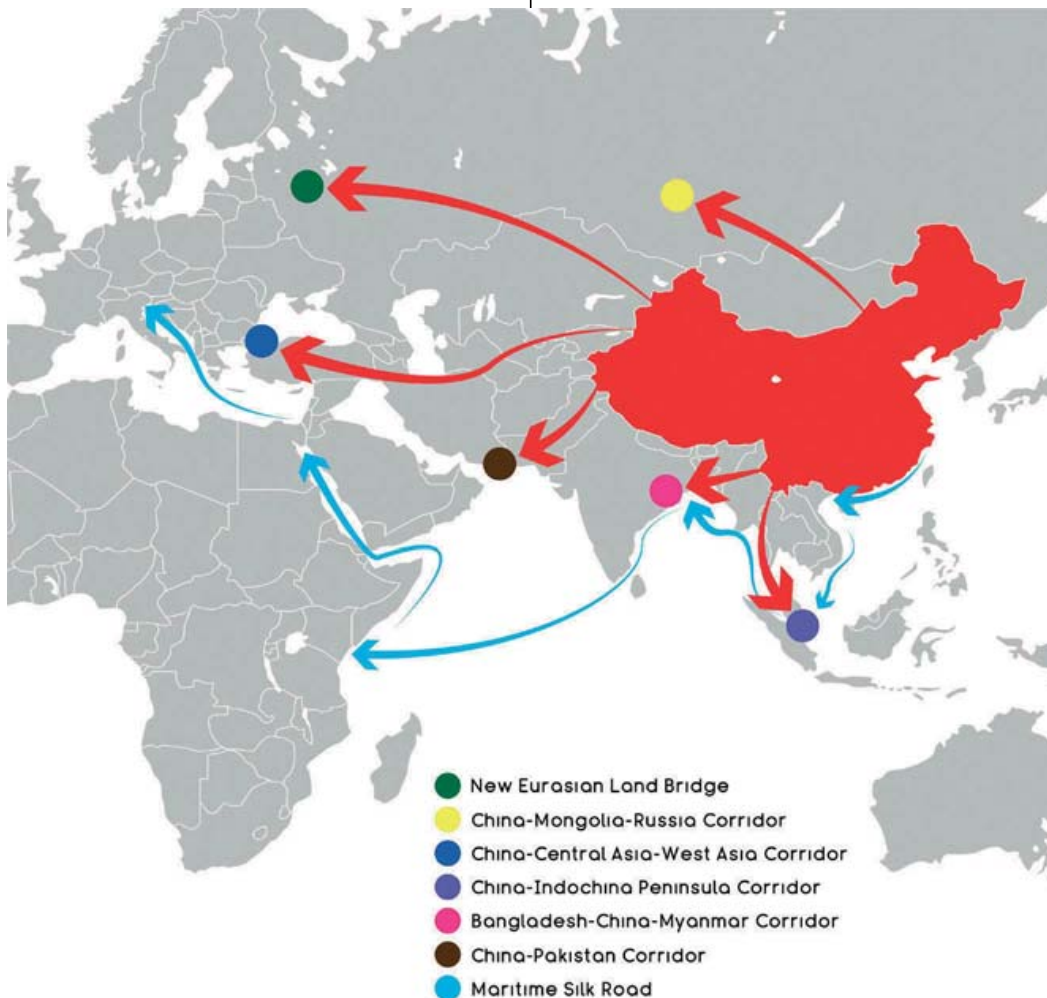 New Eurasian Land Bridge
China-Mongolia-Russia Corridor
China-Central Asia-West Asia Corridor
China-Indochina Peninsula Corridor
Bangladesh-China-Myanmar Corridor
China-Pakistan Corridor
Maritime Silk Road